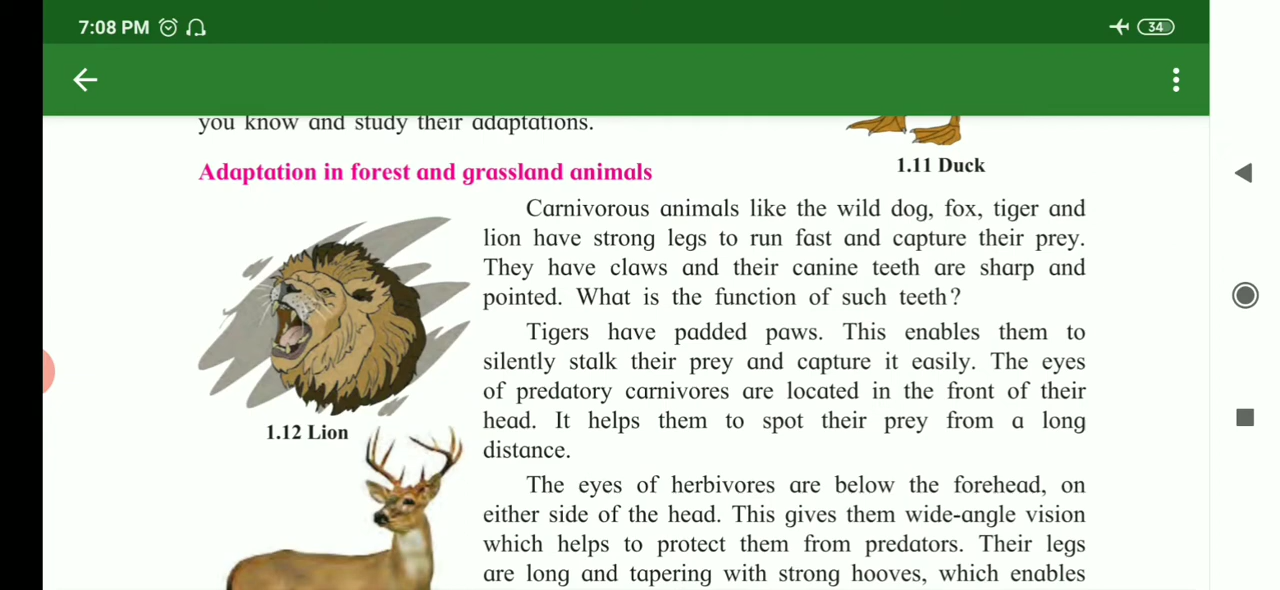 7:08 PM
34
you know and study their adaptations.
1.11 Duck
Adaptation in forest and grassland animals
Carnivorous animals like the wild dog, fox, tiger and
lion have strong legs to run fast and capture their prey.
They have claws and their canine teeth are sharp and
pointed. What is the function of such teeth?
Tigers have padded paws. This enables them to
silently stalk their prey and capture it easily. The eyes
of predatory carnivores are located in the front of their
head. It helps them to spot their prey from a long
distance.
1.12 Lion
The eyes of herbivores are below the forehead, on
either side of the head. This gives them wide-angle vision
which helps to protect them from predators. Their legs
are long and tapering with strong hooves, which enables